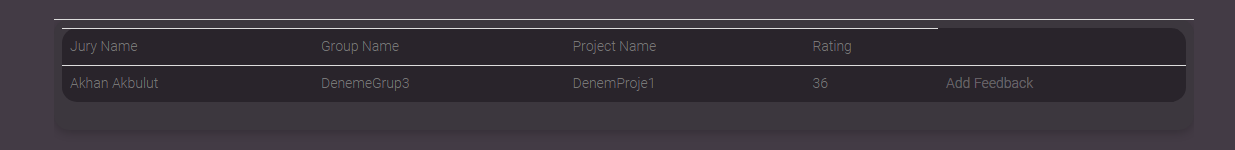 Jury Name Group Name Project Name Rating
Akhan Akbulut DenemeGrup3 DenemProje1 36 Add Feedback